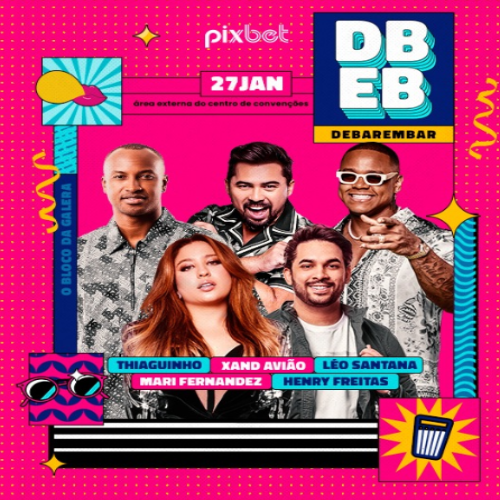 pixbet
DB
EB
DEBAREMBAR
27JAN
área externa do centro de convenções
O BLOCO DA GALERA
THIAGUINHO
XAND AVIÃO
LÉO SANTANA
MARI FERNANDEZ
HENRY FREITAS